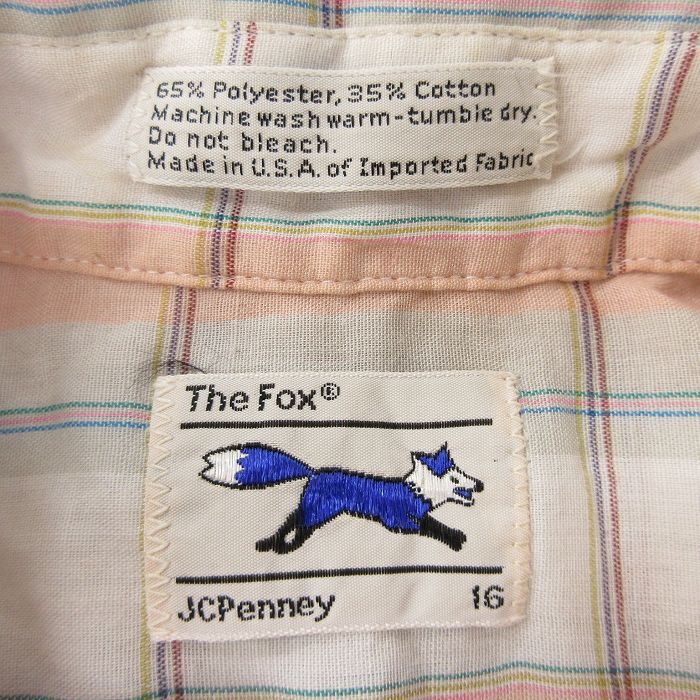 65% Polyester, 35% Cotton
Machine wash warm-tumble dry.
Do not bleach.
Made in U.S.A. of Imported Fabric
The Fox®
JCPenney 16